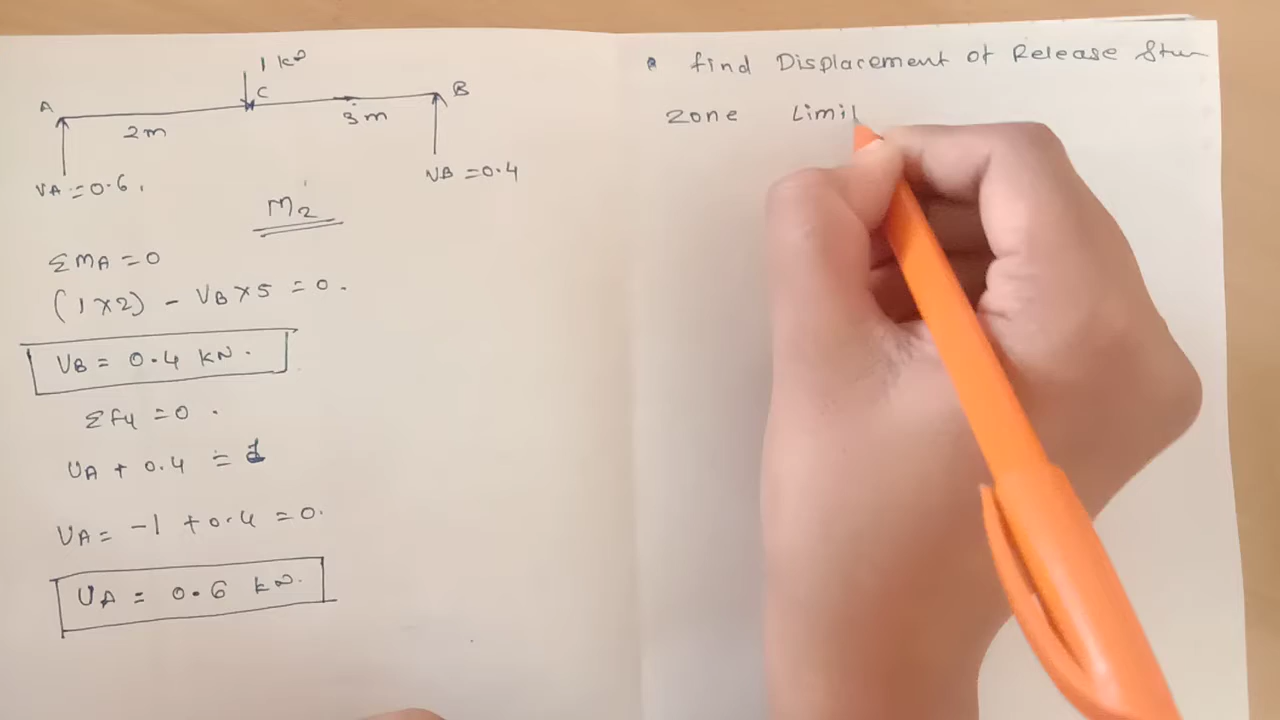 1 kN
A
C
B
2m
3m
VA = 0.6.
VB = 0.4
M2
ΣMA = 0
(1 × 2) - VB × 5 = 0.
VB = 0.4 kN.
Σfy = 0.
VA + 0.4 = 1
VA = -1 + 0.4 = 0.
VA = 0.6 kN.
find Displacement of Release
zone Limit